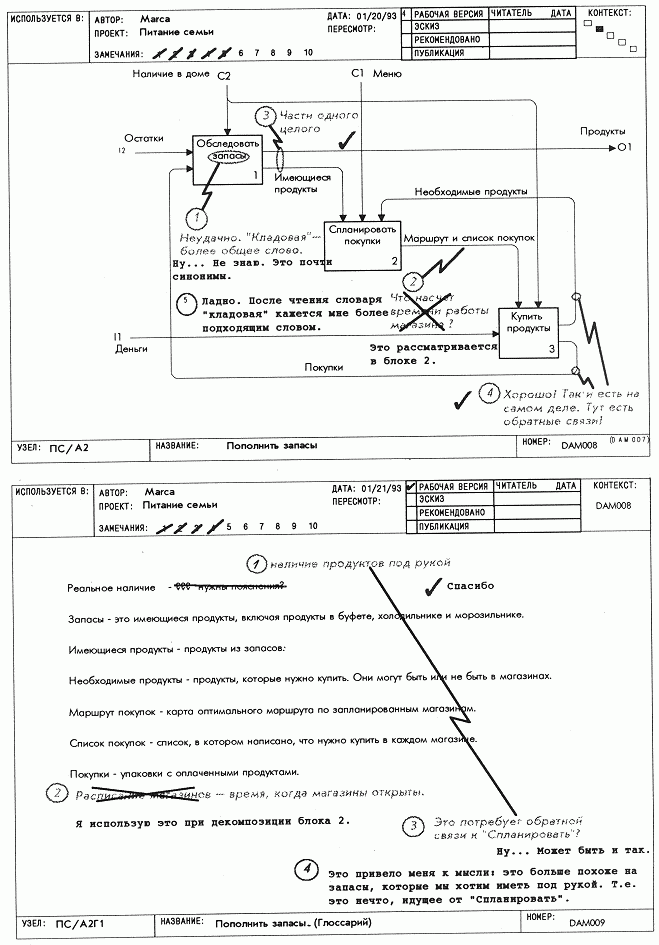 ИСПОЛЬЗУЕТСЯ В:
АВТОР: Marca
ДАТА: 01/20/93
ПРОЕКТ: Питание семьи
ПЕРЕСМОТР:
ЗАМЕЧАНИЯ: 1 2 3 4 5 6 7 8 9 10
РАБОЧАЯ ВЕРСИЯ
ЭСКИЗ
РЕКОМЕНДОВАНО
ПУБЛИКАЦИЯ
ЧИТАТЕЛЬ ДАТА
КОНТЕКСТ:
Наличие в доме C2
C1 Меню
3 Части одного
целого
Остатки
I2
Обследовать
запасы
1
Продукты
O1
Имеющиеся
продукты
Необходимые продукты
1
Неудачно. "Кладовая"—
более общее слово.
Ну... Не знаю. Это почти
синонимы.
Спланировать
покупки
2
Маршрут и список покупок
2
Что насчет
времени работы
магазина?
5 Ладно. После чтения словаря
"кладовая" кажется мне более
подходящим словом.
Купить
продукты
3
I1
Деньги
Это рассматривается
в блоке 2.
Покупки
4 Хорошо! Так и есть на
самом деле. Тут есть
обратные связи!
УЗЕЛ: ПС/А2
НАЗВАНИЕ: Пополнить запасы
НОМЕР: DAM008 (DAM007)
ИСПОЛЬЗУЕТСЯ В:
АВТОР: Marca
ДАТА: 01/21/93
ПРОЕКТ: Питание семьи
ПЕРЕСМОТР:
ЗАМЕЧАНИЯ: 1 2 3 4 5 6 7 8 9 10
РАБОЧАЯ ВЕРСИЯ
ЭСКИЗ
РЕКОМЕНДОВАНО
ПУБЛИКАЦИЯ
ЧИТАТЕЛЬ ДАТА
КОНТЕКСТ:
DAM008
1 наличие продуктов под рукой
Реальное наличие - ??? нужны пояснения?
Спасибо
Запасы - это имеющиеся продукты, включая продукты в буфете, холодильнике и морозильнике.
Имеющиеся продукты - продукты из запасов.
Необходимые продукты - продукты, которые нужно купить. Они могут быть или не быть в магазинах.
Маршрут покупок - карта оптимального маршрута по запланированным магазинам.
Список покупок - список, в котором написано, что нужно купить в каждом магазине.
Покупки - упаковки с оплаченными продуктами.
2 Расписание магазинов — время, когда магазины открыты.
Я использую это при декомпозиции блока 2.
3 Это потребует обратной
связи к "Спланировать"?
Ну... Может быть и так.
4 Это привело меня к мысли: это больше похоже на
запасы, которые мы хотим иметь под рукой. Т.е.
это нечто, идущее от "Спланировать".
УЗЕЛ: ПС/А2Г1
НАЗВАНИЕ: Пополнить запасы. (Глоссарий)
НОМЕР: DAM009